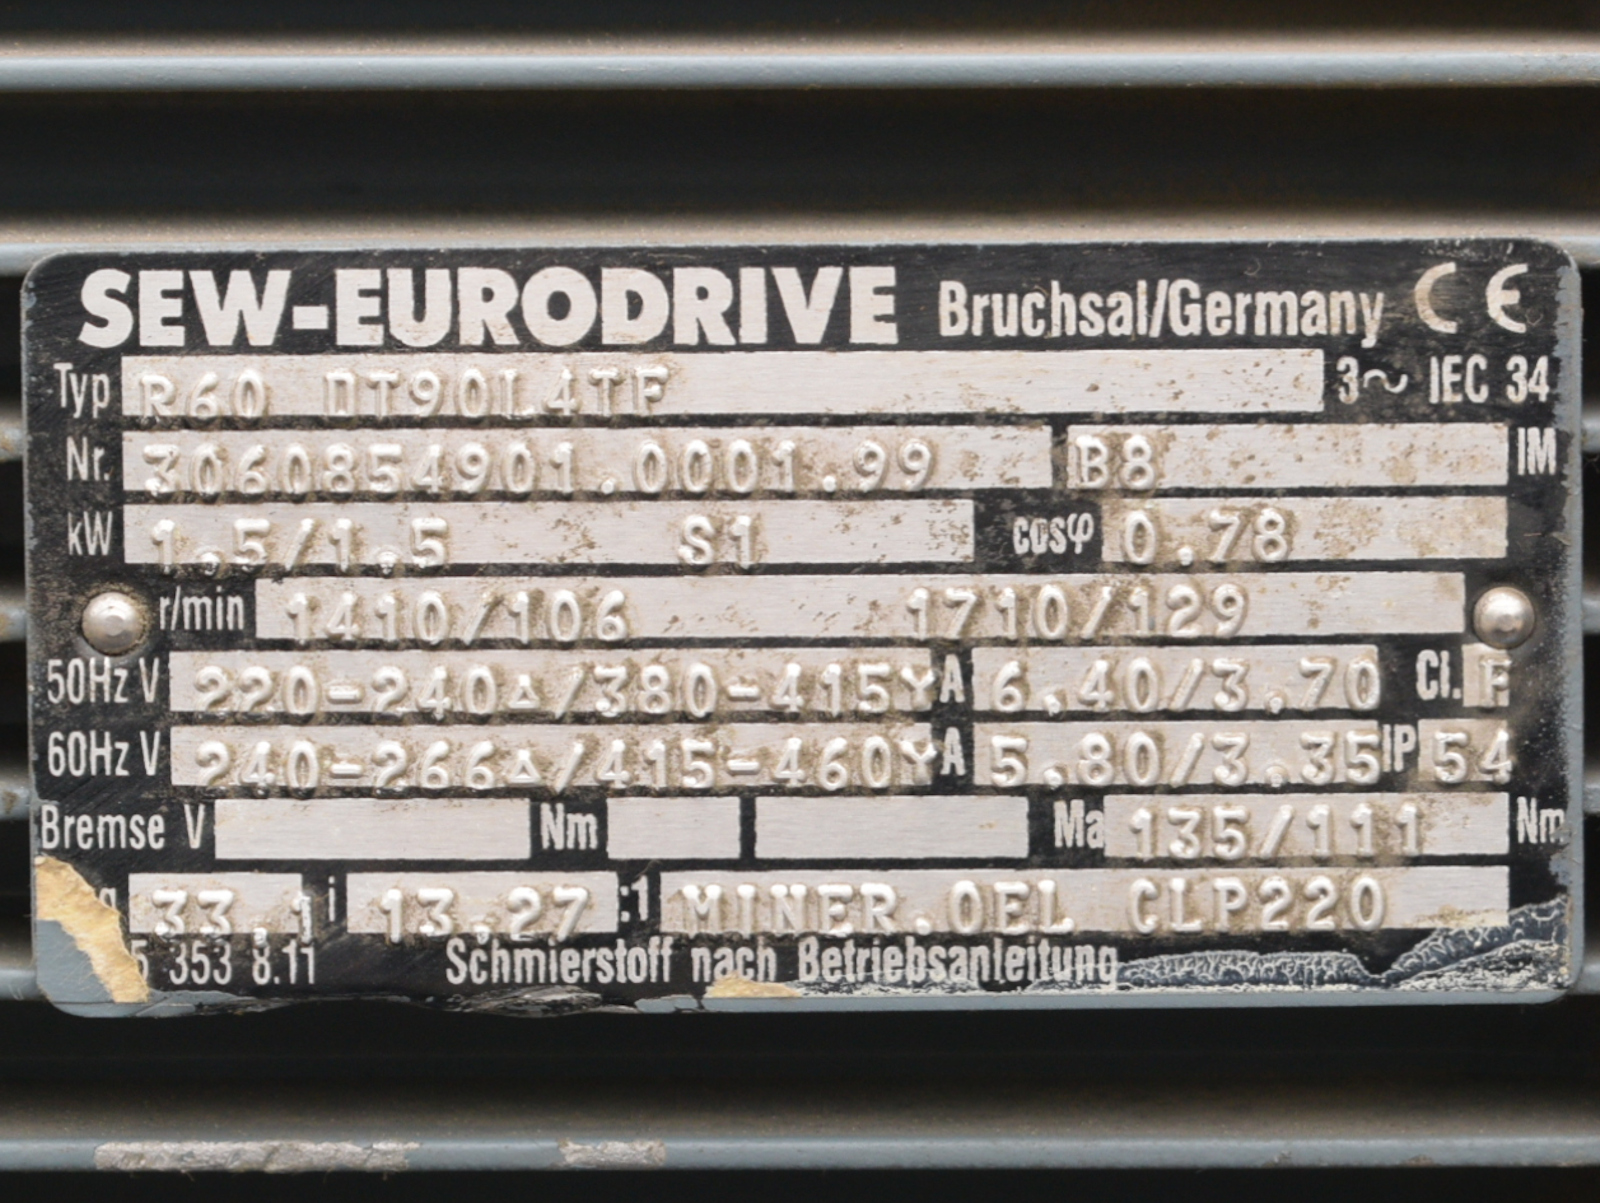 SEW-EURODRIVE Bruchsal/Germany CE
Typ R60 DT90L4TF 3~ IEC 34
Nr. 3060854901.0001.99 B8 IM
kW 1.5/1.5 S1 cosφ 0.78
r/min 1410/106 1710/129
50Hz V 220-240△/380-415Y A 6.40/3.70 Cl. F
60Hz V 240-266△/415-460Y A 5.80/3.35 IP 54
Bremse V Nm Ma 135/111 Nm
33.1 i 13.27 :1 MINER.OEL CLP220
5 353 8.11 Schmierstoff nach Betriebsanleitung